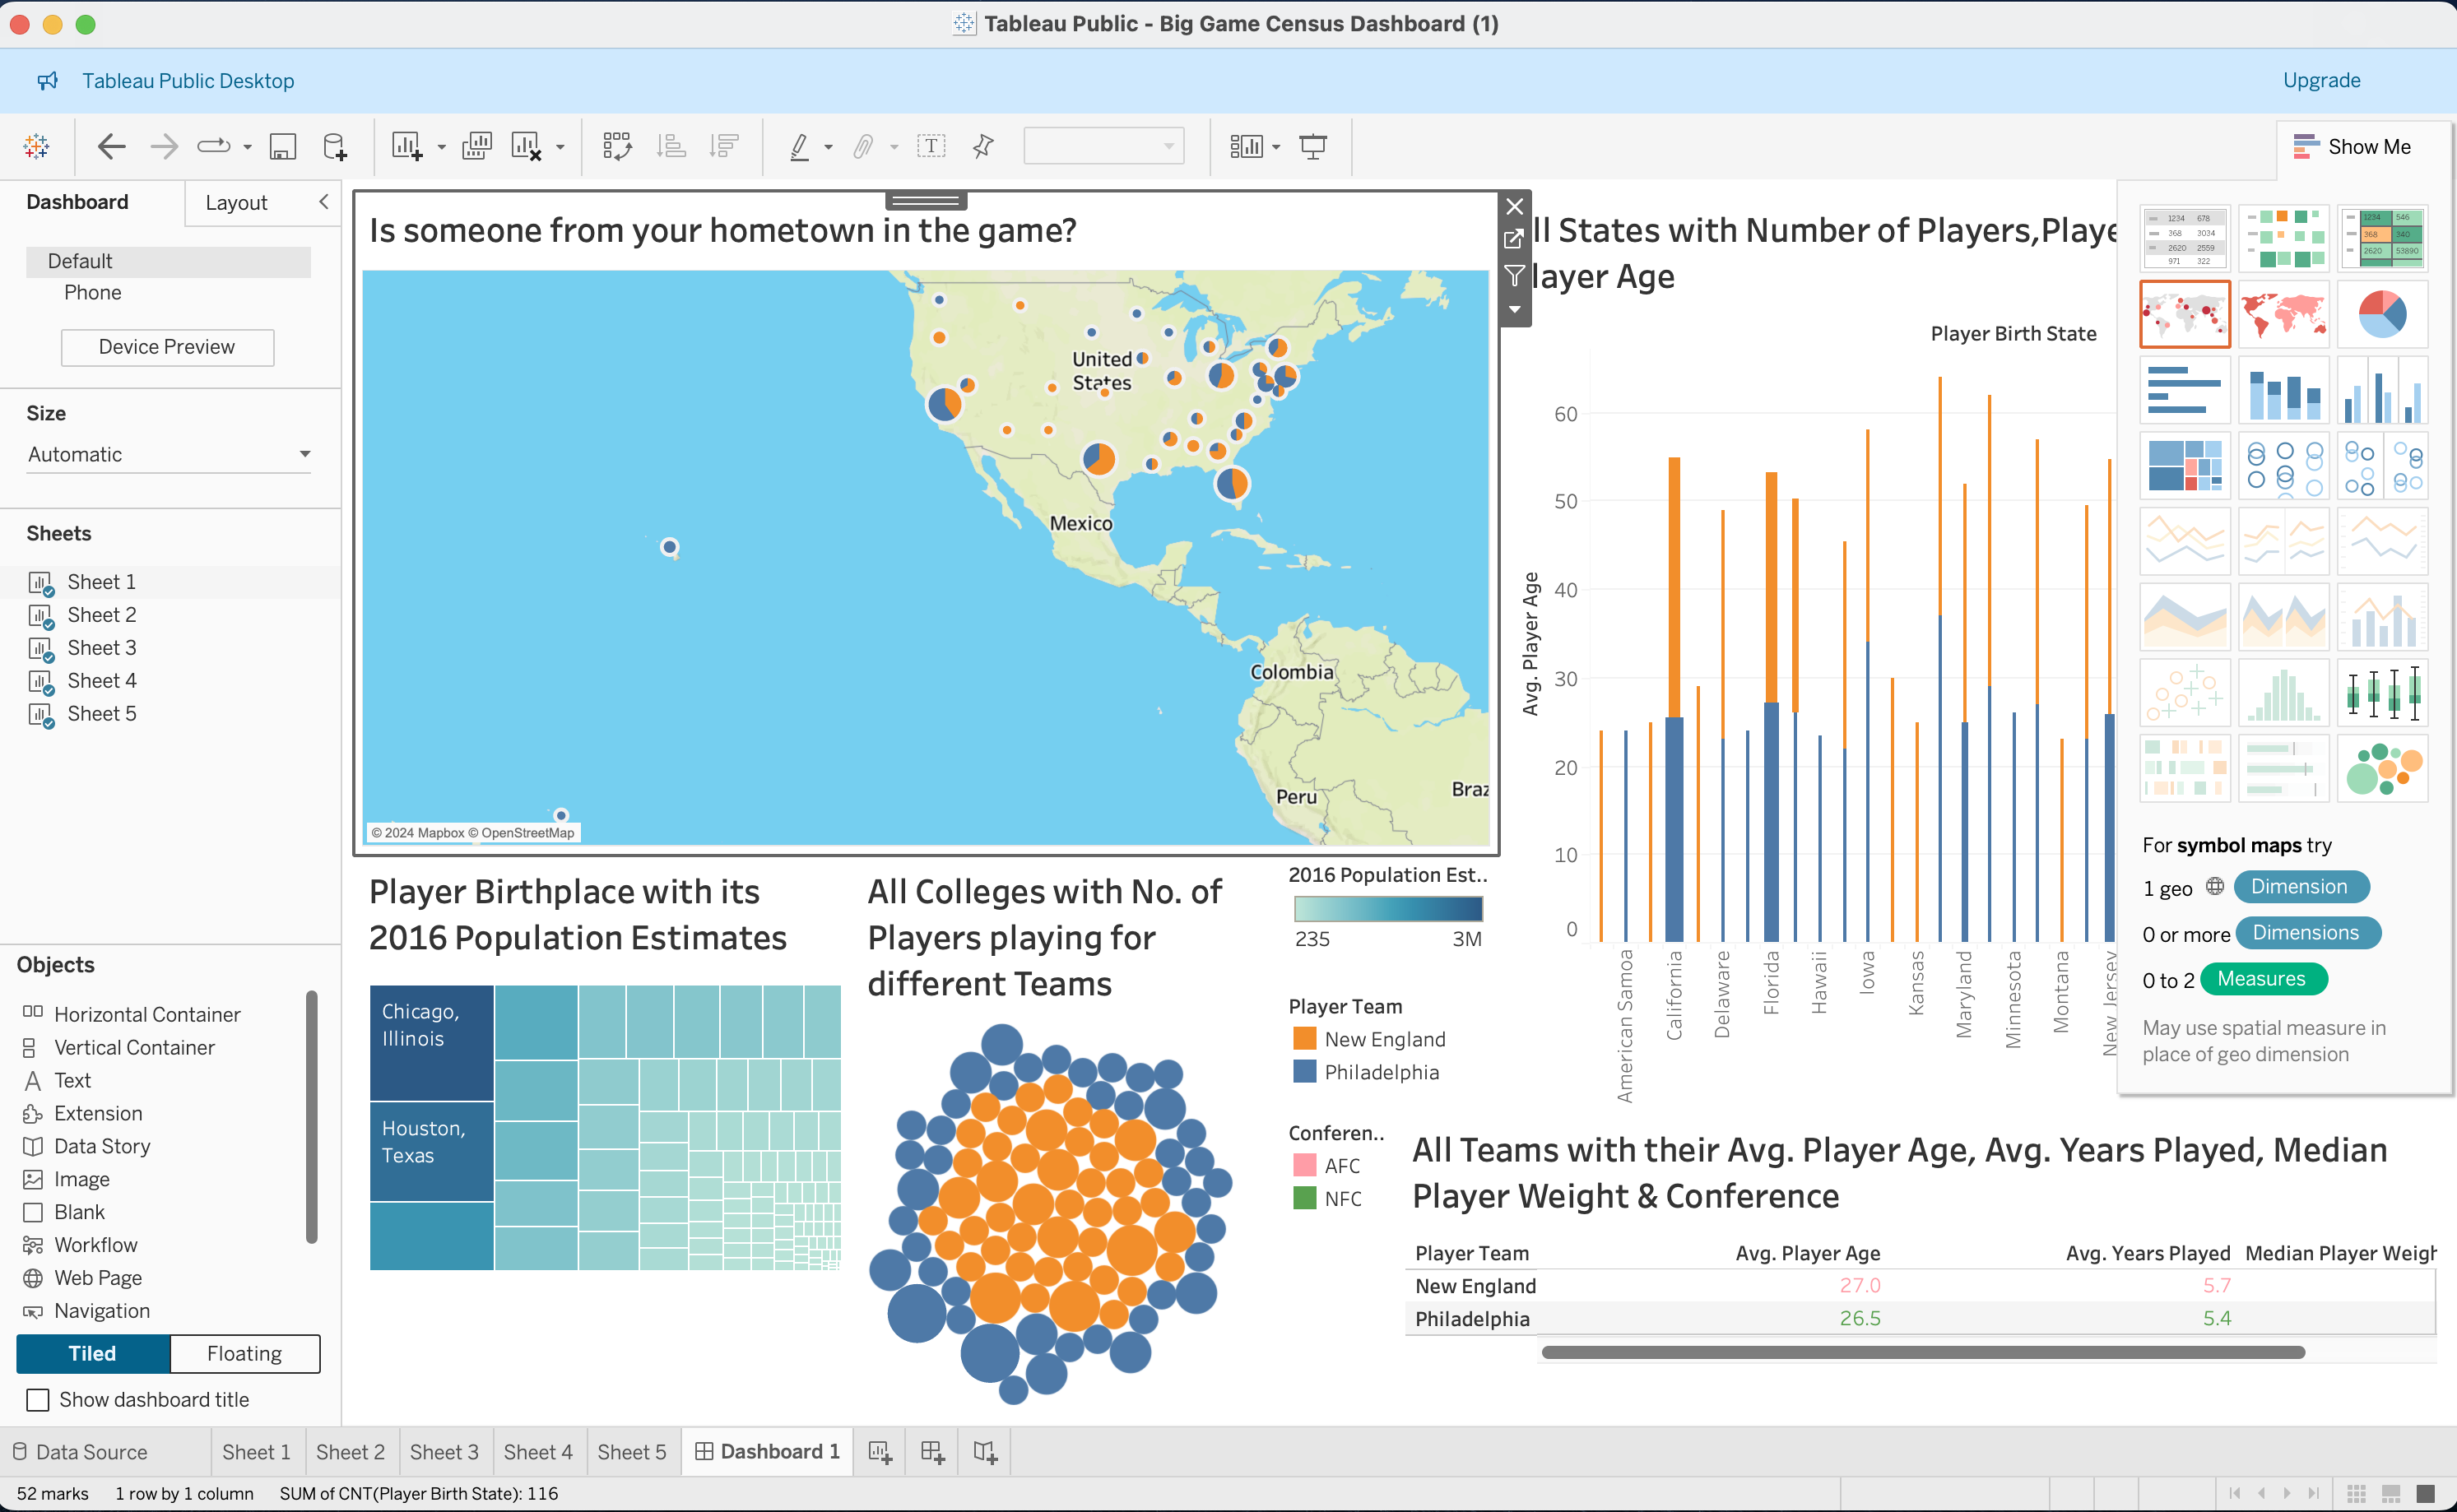 Tableau Public - Big Game Census Dashboard (1)
Tableau Public Desktop
Upgrade
Show Me
Dashboard
Layout
Default
Phone
Device Preview
Size
Automatic
Sheets
Sheet 1
Sheet 2
Sheet 3
Sheet 4
Sheet 5
Objects
Horizontal Container
Vertical Container
Text
Extension
Data Story
Image
Blank
Workflow
Web Page
Navigation
Tiled
Floating
Show dashboard title
Is someone from your hometown in the game?
United
States
Mexico
Colombia
Peru
Braz
© 2024 Mapbox © OpenStreetMap
ll States with Number of Players,Playe
layer Age
Player Birth State
Avg. Player Age
60
50
40
30
20
10
0
American Samoa
California
Delaware
Florida
Hawaii
Iowa
Kansas
Maryland
Minnesota
Montana
New Jersey
1234 678
368 3034
2620 2559
971 322
1234 546
368 340
2620 53890
For symbol maps try
1 geo Dimension
0 or more Dimensions
0 to 2 Measures
May use spatial measure in
place of geo dimension
Player Birthplace with its
2016 Population Estimates
Chicago,
Illinois
Houston,
Texas
All Colleges with No. of
Players playing for
different Teams
2016 Population Est..
235 3M
Player Team
New England
Philadelphia
Conferen..
AFC
NFC
All Teams with their Avg. Player Age, Avg. Years Played, Median
Player Weight & Conference
Player Team Avg. Player Age Avg. Years Played Median Player Weigh
New England 27.0 5.7
Philadelphia 26.5 5.4
Data Source
Sheet 1
Sheet 2
Sheet 3
Sheet 4
Sheet 5
Dashboard 1
52 marks 1 row by 1 column SUM of CNT(Player Birth State): 116